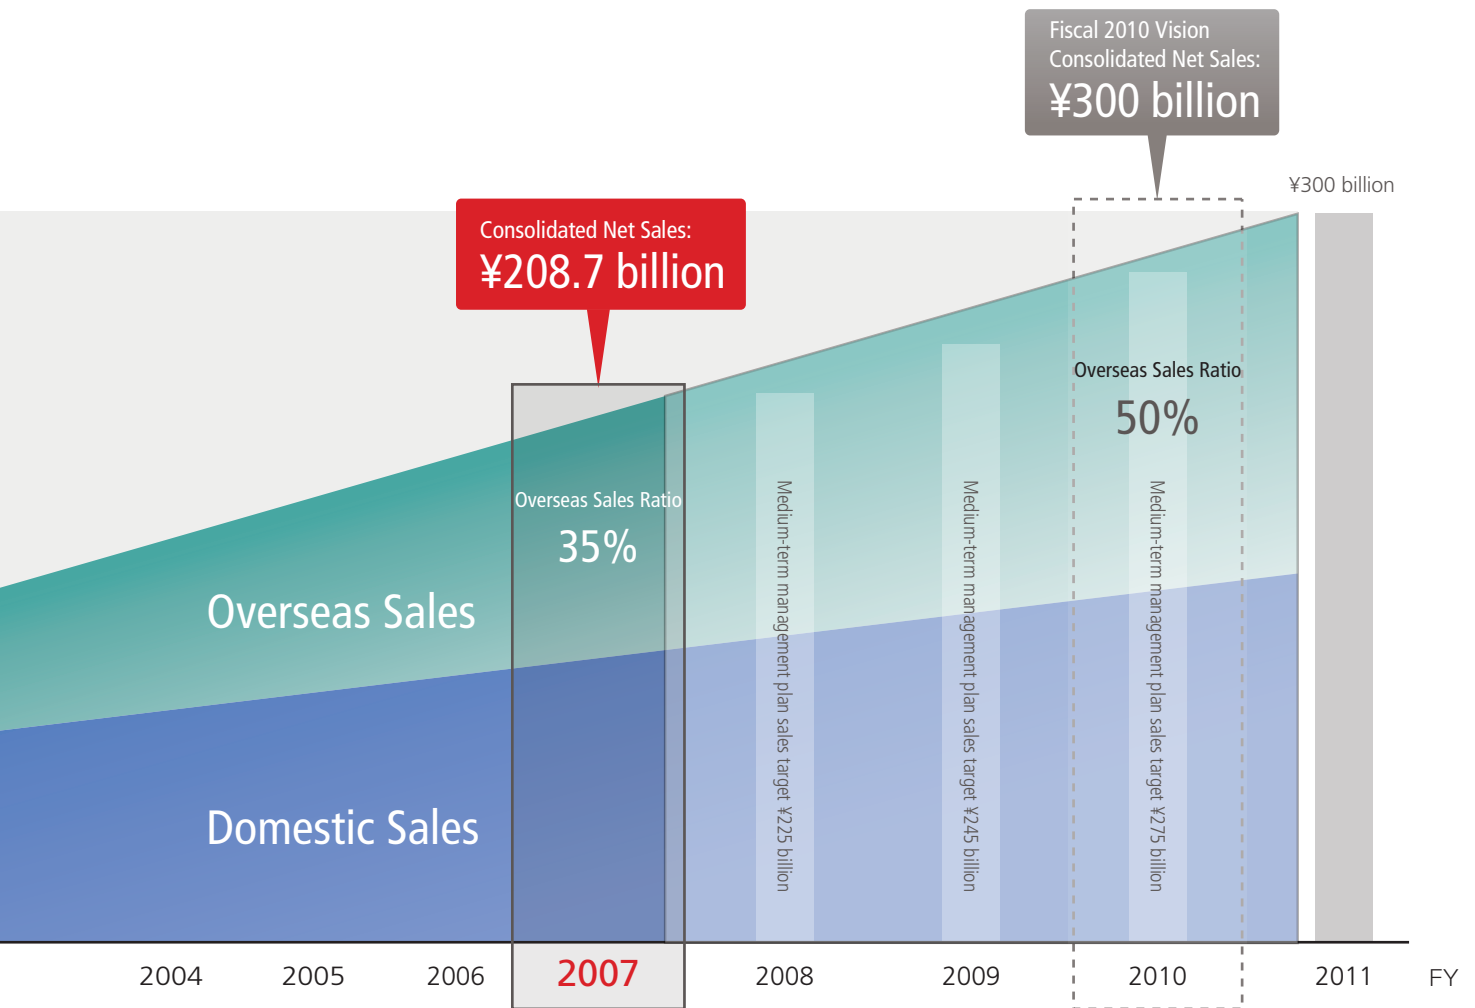 Fiscal 2010 Vision
Consolidated Net Sales:
¥300 billion
¥300 billion
Consolidated Net Sales:
¥208.7 billion
Overseas Sales Ratio
50%
Overseas Sales Ratio
35%
Overseas Sales
Domestic Sales
Medium-term management plan sales target ¥225 billion
Medium-term management plan sales target ¥245 billion
Medium-term management plan sales target ¥275 billion
2004 2005 2006 2007 2008 2009 2010 2011 FY